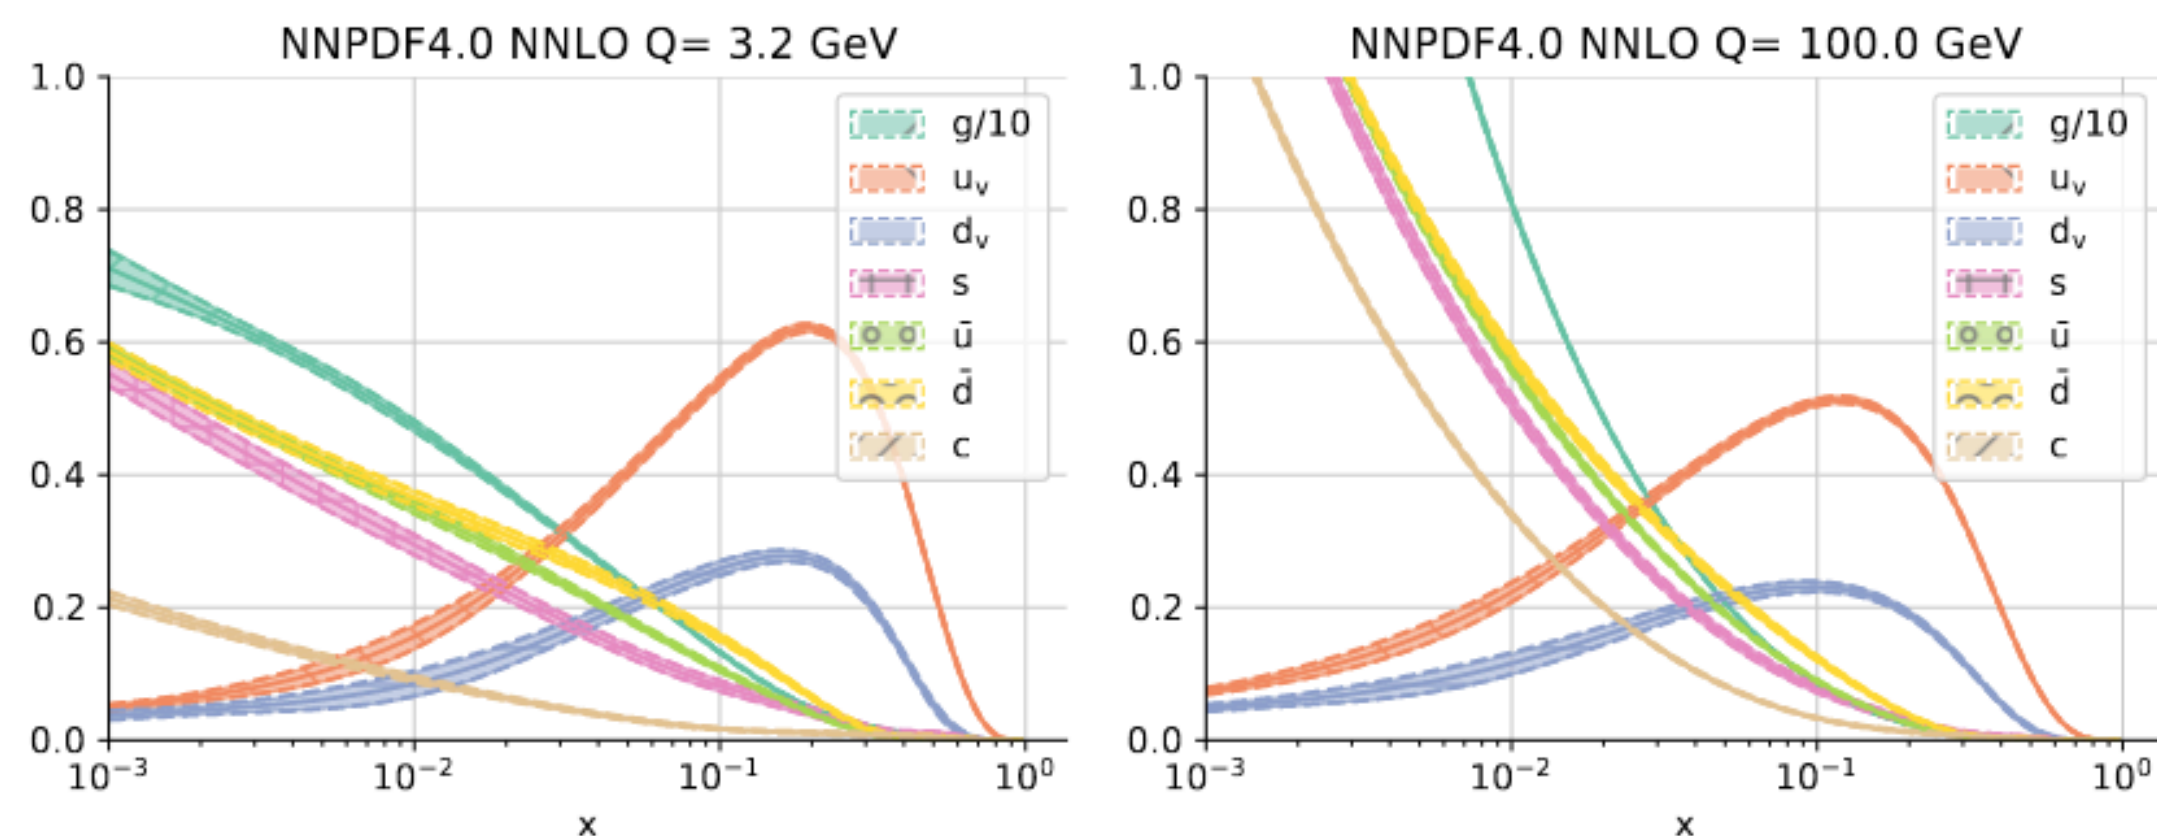 NNPDF4.0 NNLO Q= 3.2 GeV
1.0
0.8
0.6
0.4
0.2
0.0
10⁻³ 10⁻² 10⁻¹ 10⁰
x
g/10
uᵥ
dᵥ
s
ū
d̄
c
NNPDF4.0 NNLO Q= 100.0 GeV
1.0
0.8
0.6
0.4
0.2
0.0
10⁻³ 10⁻² 10⁻¹ 10⁰
x
g/10
uᵥ
dᵥ
s
ū
d̄
c